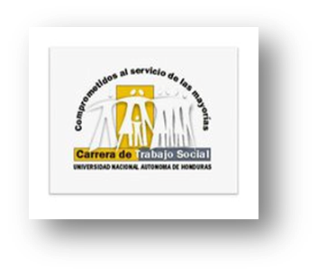 Comprometidos al servicio de las mayorías
Carrera de Trabajo Social
UNIVERSIDAD NACIONAL AUTONOMA DE HONDURAS